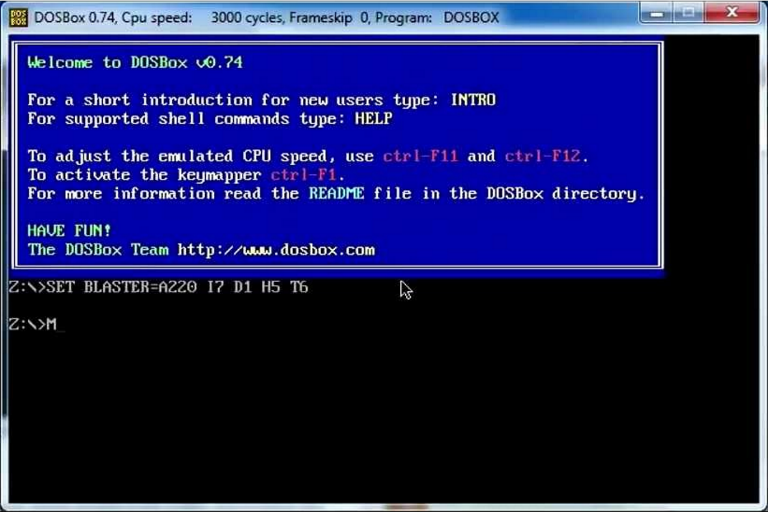 DOS
BOX
DOSBox 0.74, Cpu speed: 3000 cycles, Frameskip 0, Program: DOSBOX
Welcome to DOSBox v0.74
For a short introduction for new users type: INTRO
For supported shell commands type: HELP
To adjust the emulated CPU speed, use ctrl-F11 and ctrl-F12.
To activate the keymapper ctrl-F1.
For more information read the README file in the DOSBox directory.
HAVE FUN!
The DOSBox Team http://www.dosbox.com
Z:\>SET BLASTER=A220 I7 D1 H5 T6
Z:\>M_